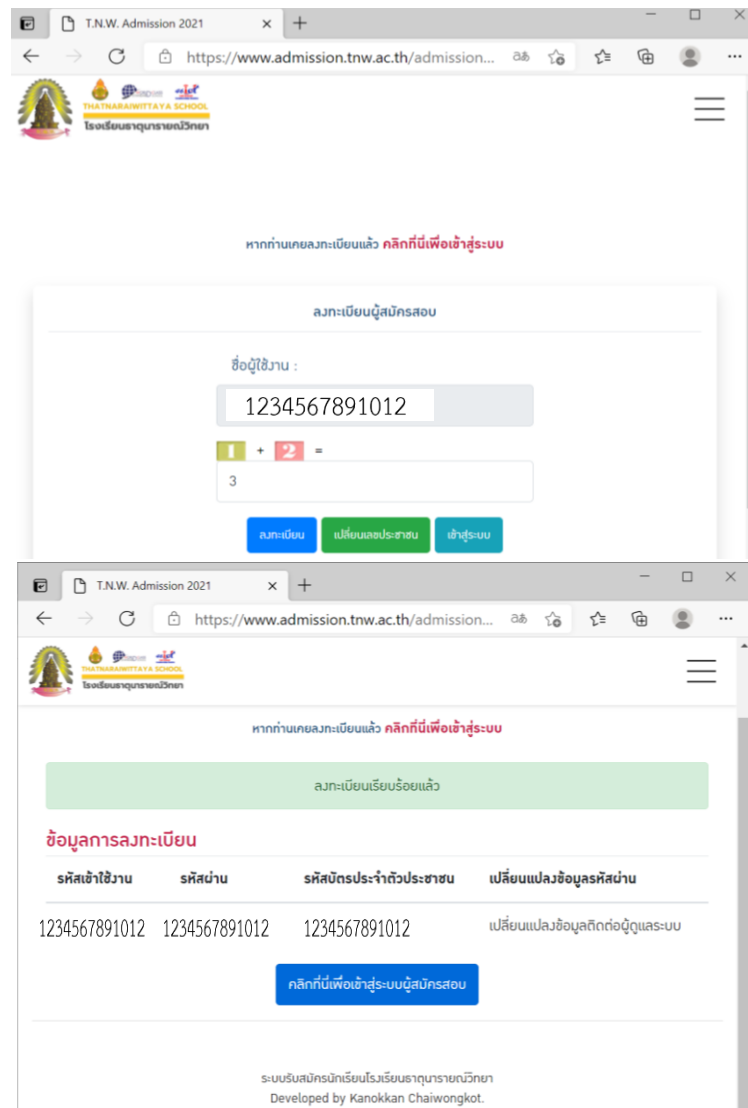 T.N.W. Admission 2021
https://www.admission.tnw.ac.th/admission...
THATNARAIWITTAYA SCHOOL
โรงเรียนธาตุนารายณ์วิทยา
หากท่านเคยลงทะเบียนแล้ว คลิกที่นี่เพื่อเข้าสู่ระบบ
ลงทะเบียนผู้สมัครสอบ
ชื่อผู้ใช้งาน :
1234567891012
1 + 2 =
3
ลงทะเบียน เปลี่ยนเลขประชาชน เข้าสู่ระบบ
T.N.W. Admission 2021
https://www.admission.tnw.ac.th/admission...
THATNARAIWITTAYA SCHOOL
โรงเรียนธาตุนารายณ์วิทยา
หากท่านเคยลงทะเบียนแล้ว คลิกที่นี่เพื่อเข้าสู่ระบบ
ลงทะเบียนเรียบร้อยแล้ว
ข้อมูลการลงทะเบียน
รหัสเข้าใช้งาน รหัสผ่าน รหัสบัตรประจำตัวประชาชน เปลี่ยนแปลงข้อมูลรหัสผ่าน
1234567891012 1234567891012 1234567891012 เปลี่ยนแปลงข้อมูลติดต่อผู้ดูแลระบบ
คลิกที่นี่เพื่อเข้าสู่ระบบผู้สมัครสอบ
ระบบรับสมัครนักเรียนโรงเรียนธาตุนารายณ์วิทยา
Developed by Kanokkan Chaiwongkot.